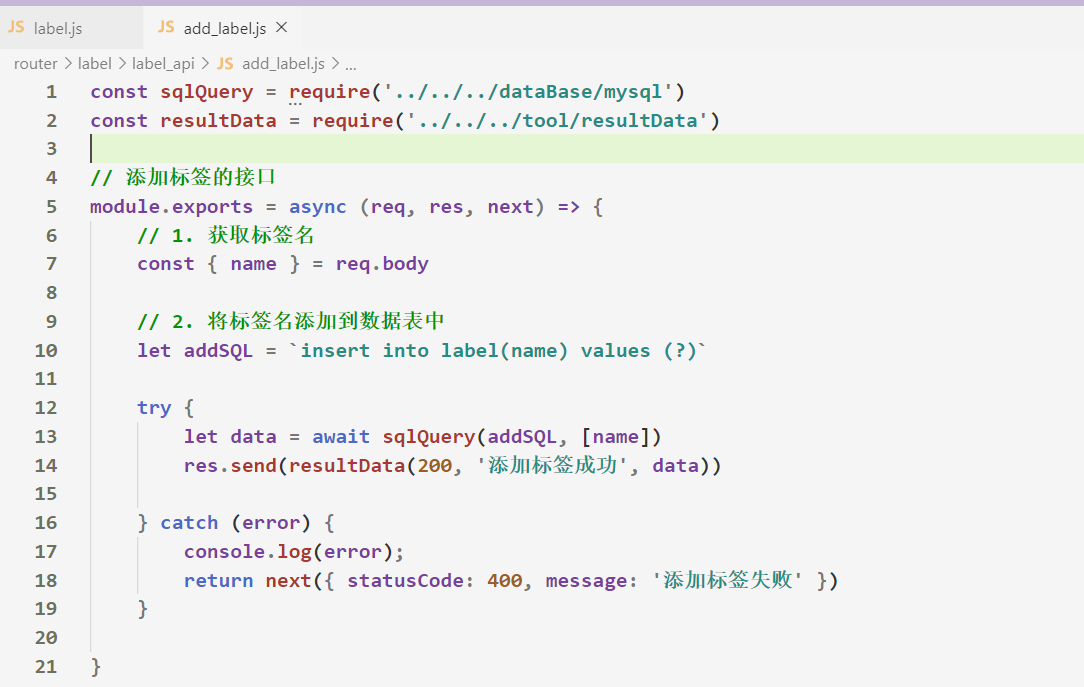 JS label.js JS add_label.js ×
router > label > label_api > JS add_label.js > ...
1 const sqlQuery = require('../../../dataBase/mysql')
2 const resultData = require('../../../tool/resultData')
3
4 // 添加标签的接口
5 module.exports = async (req, res, next) => {
6     // 1. 获取标签名
7     const { name } = req.body
8
9     // 2. 将标签名添加到数据表中
10     let addSQL = `insert into label(name) values (?)`
11
12     try {
13         let data = await sqlQuery(addSQL, [name])
14         res.send(resultData(200, '添加标签成功', data))
15
16     } catch (error) {
17         console.log(error);
18         return next({ statusCode: 400, message: '添加标签失败' })
19     }
20
21 }